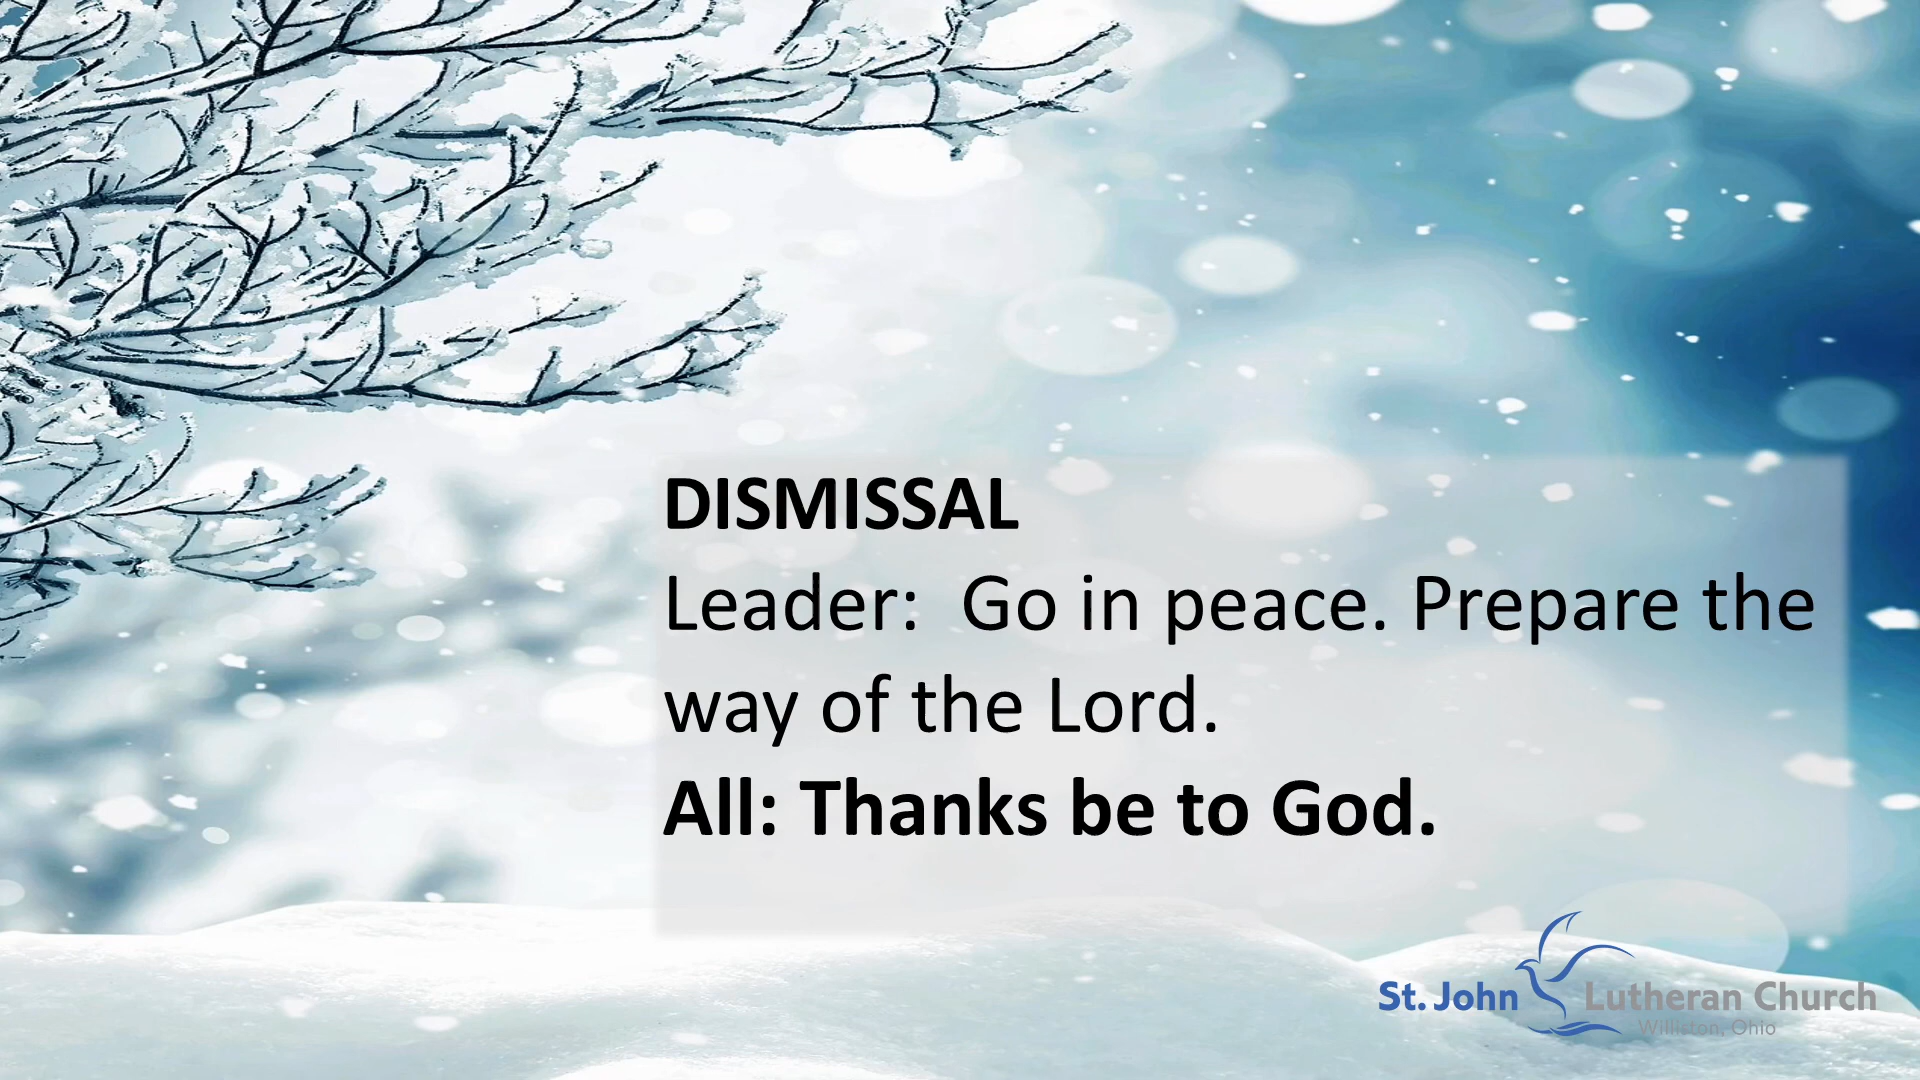 DISMISSAL
Leader:  Go in peace. Prepare the
way of the Lord.
All: Thanks be to God.
St. John Lutheran Church
Williston, Ohio